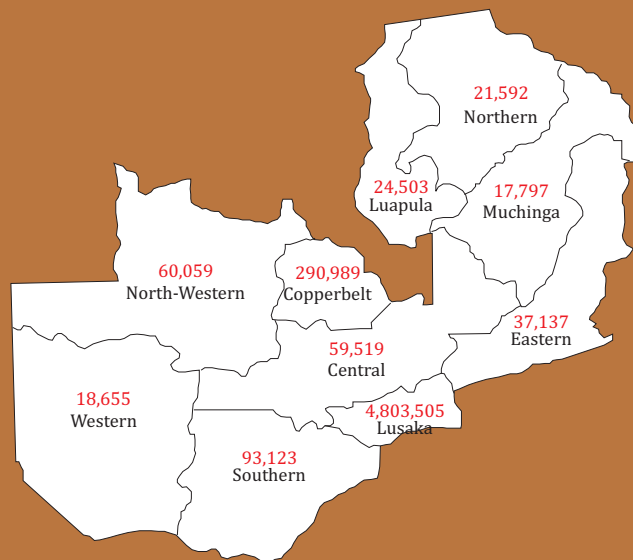 21,592
Northern
24,503
Luapula
17,797
Muchinga
60,059
North-Western
290,989
Copperbelt
37,137
Eastern
59,519
Central
18,655
Western
4,803,505
Lusaka
93,123
Southern